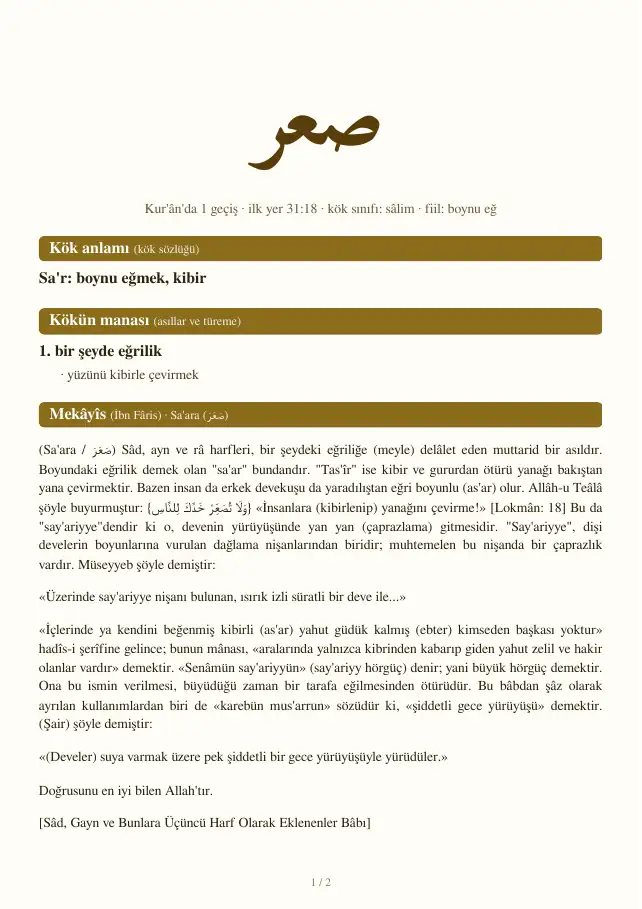 صعر
Kur'ân'da 1 geçiş · ilk yer 31:18 · kök sınıfı: sâlim · fiil: boynu eğ
Kök anlamı (kök sözlüğü)
Sa'r: boynu eğmek, kibir
Kökün manası (asıllar ve türeme)
1. bir şeyde eğrilik
· yüzünü kibirle çevirmek
Mekâyîs (İbn Fâris) · Sa'ara (صَعَرَ)
(Sa'ara / صَعَرَ) Sâd, ayn ve râ harfleri, bir şeydeki eğriliğe (meyle) delâlet eden muttarid bir asıldır.
Boyundaki eğrilik demek olan "sa'ar" bundandır. "Tas'îr" ise kibir ve gururdan ötürü yanağı bakıştan
yana çevirmektir. Bazen insan da erkek devekuşu da yaradılıştan eğri boyunlu (as'ar) olur. Allâh-u Teâlâ
şöyle buyurmuştur: {وَلَا تُصَعِّرْ خَدَّكَ لِلنَّاسِ} «İnsanlara (kibirlenip) yanağını çevirme!» [Lokmân: 18] Bu da
"say'ariyye"dendir ki o, devenin yürüyüşünde yan yan (çaprazlama) gitmesidir. "Say'ariyye", dişi
develerin boyunlarına vurulan dağlama nişanlarından biridir; muhtemelen bu nişanda bir çaprazlık
vardır. Müseyyeb şöyle demiştir:
«Üzerinde say'ariyye nişanı bulunan, ısırık izli süratli bir deve ile...»
«İçlerinde ya kendini beğenmiş kibirli (as'ar) yahut güdük kalmış (ebter) kimseden başkası yoktur»
hadîs-i şerîfine gelince; bunun mânası, «aralarında yalnızca kibrinden kabarıp giden yahut zelil ve hakir
olanlar vardır» demektir. «Senâmün say'ariyyün» (say'ariyy hörgüç) denir; yani büyük hörgüç demektir.
Ona bu ismin verilmesi, büyüdüğü zaman bir tarafa eğilmesinden ötürüdür. Bu bâbdan şâz olarak
ayrılan kullanımlardan biri de «karebün mus'arrun» sözüdür ki, «şiddetli gece yürüyüşü» demektir.
(Şair) şöyle demiştir:
«(Develer) suya varmak üzere pek şiddetli bir gece yürüyüşüyle yürüdüler.»
Doğrusunu en iyi bilen Allah'tır.
[Sâd, Gayn ve Bunlara Üçüncü Harf Olarak Eklenenler Bâbı]
1 / 2